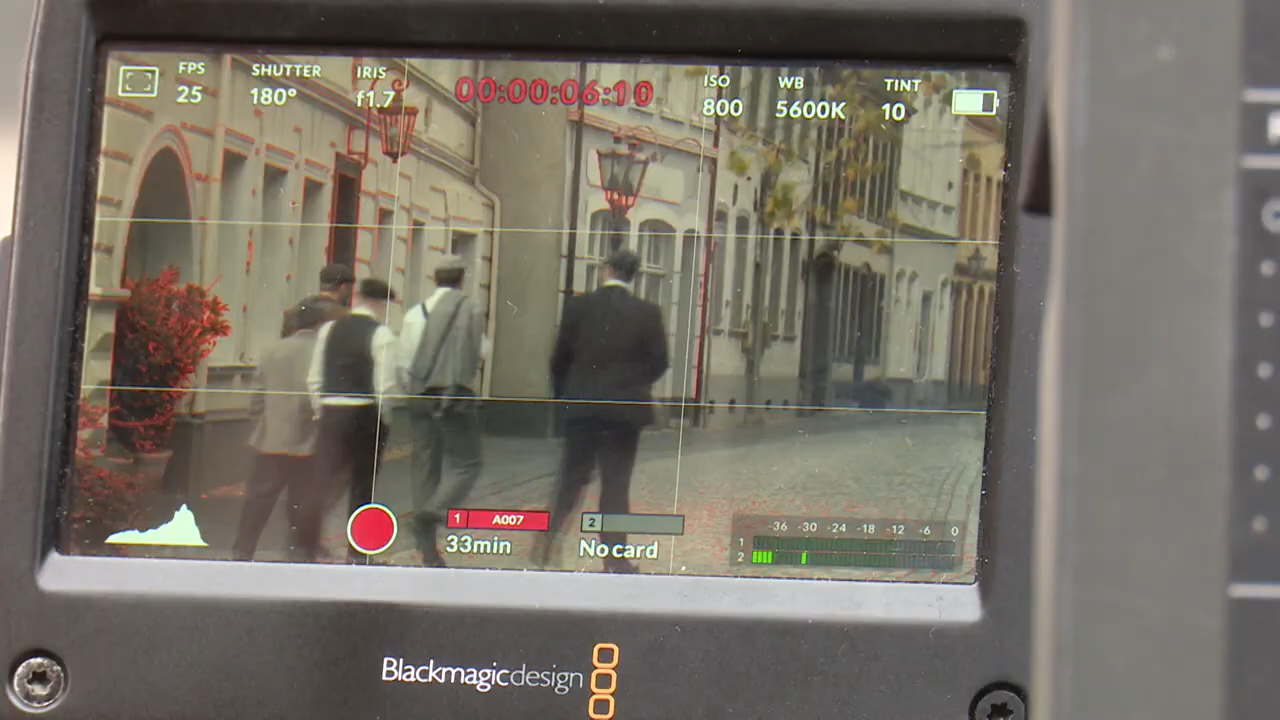 FPS
25
SHUTTER
180°
IRIS
f1.7
00:00:06:10
ISO
800
WB
5600K
TINT
10
1 A007
33min
2
No card
-36 -30 -24 -18 -12 -6 0
1
2
Blackmagicdesign